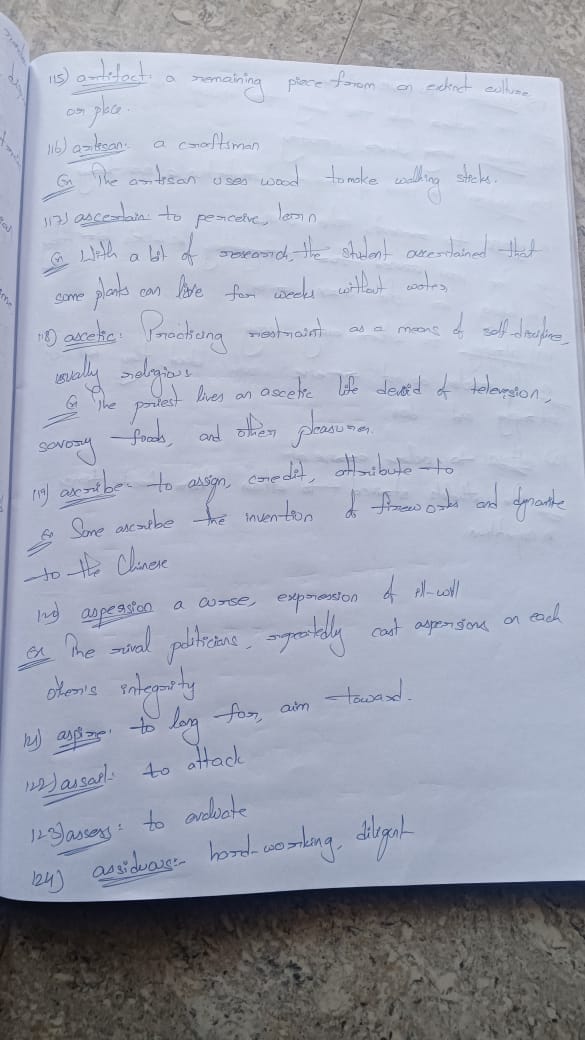 115) artifact: a remaining piece from an extinct culture
or place.
116) artisan: a craftsman
Ex The artisan uses wood to make walking sticks.
117) ascertain: to perceive, learn
Ex With a bit of research, the student ascertained that
some plants can live for weeks without water
118) ascetic: Practicing restraint as a means of self-discipline,
usually religious
Ex The priest lives an ascetic life devoid of television,
savory foods, and other pleasures.
119) ascribe:- to assign, credit, attribute to
Ex Some ascribe the invention of fireworks and dynamite
to the Chinese
120) aspession a curse, expression of ill-will
Ex The rival politicians, repeatedly cast aspersions on each
other's integrity
121) aspire: to long for, aim toward.
122) assail: to attack
123) assess: to evaluate
124) assiduous:- hard-working, diligent